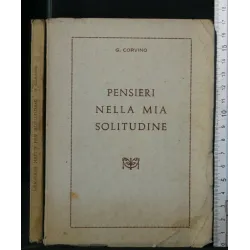 G. CORVINO
PENSIERI
NELLA MIA
SOLITUDINE